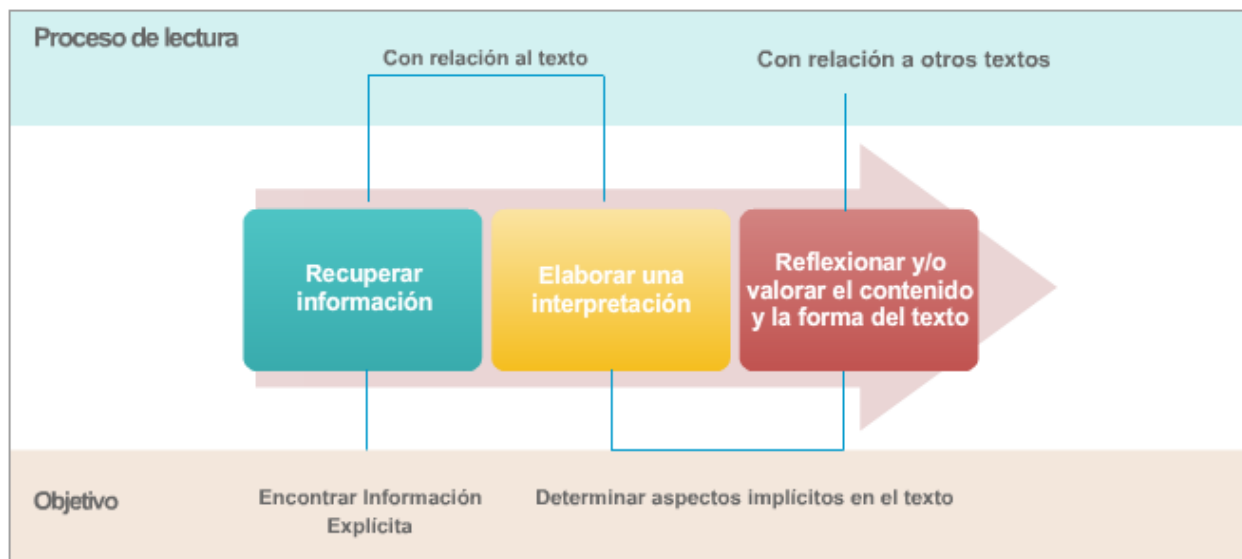 Proceso de lectura
Con relación al texto
Con relación a otros textos
Recuperar
información
Elaborar una
interpretación
Reflexionar y/o
valorar el contenido
y la forma del texto
Objetivo
Encontrar Información
Explícita
Determinar aspectos implícitos en el texto